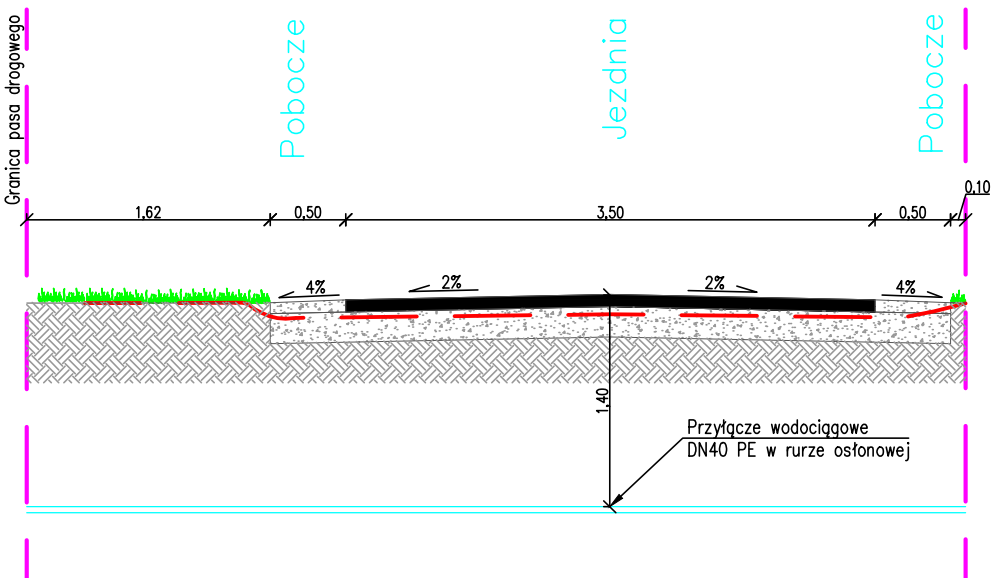 Granica pasa drogowego
Pobocze
Jezdnia
Pobocze
1,62
0,50
3,50
0,50
0,10
4%
2%
2%
4%
1,40
Przyłącze wodociągowe
DN40 PE w rurze osłonowej